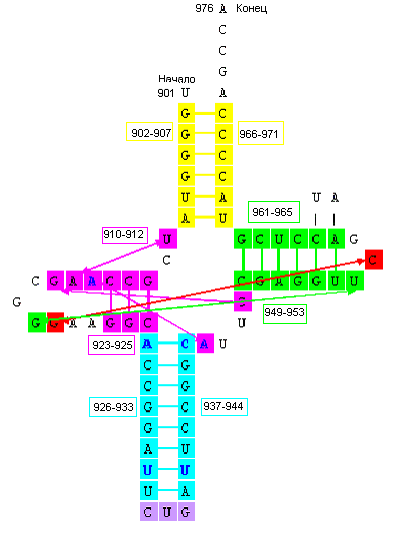 976 A Конец
C
C
G
Начало
901 U A
G C
902-907 G C 966-971
G C
G C
U A U A
961-965
A U
910-912 U G C U C C A G
C C
C G A A C C G C G A G G U U
G G
949-953
G G A A G G C U
923-925 A C A U
C G
C G
926-933 G C 937-944
G C
A U
U U
U A
C U G